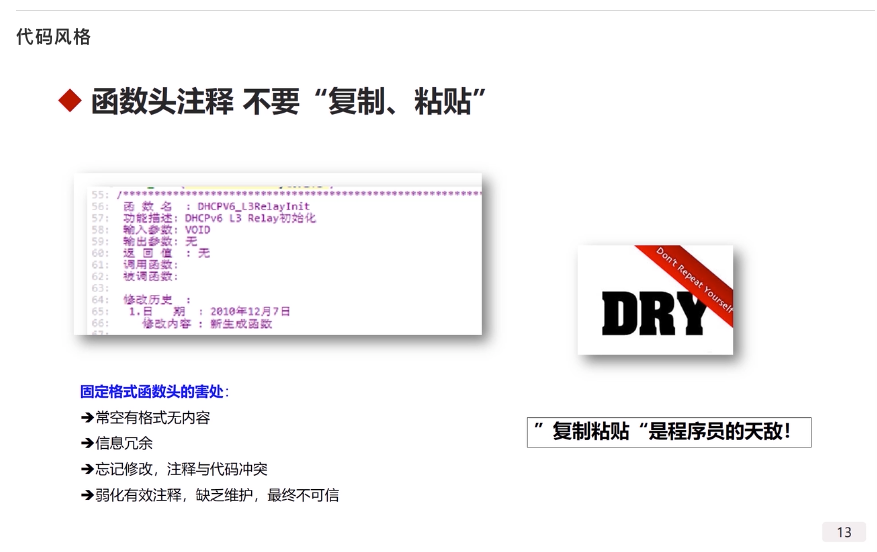 代码风格
◆ 函数头注释 不要“复制、粘贴”
55: /*****************************************************************
56: 函 数 名 : DHCPV6_L3RelayInit
57: 功能描述: DHCPv6 L3 Relay初始化
58: 输入参数: VOID
59: 输出参数: 无
60: 返 回 值 : 无
61: 调用函数:
62: 被调函数:
63:
64: 修改历史 :
65: 1.日 期 : 2010年12月7日
66: 修改内容 : 新生成函数
67:
Don't Repeat Yourself
DRY
固定格式函数头的害处:
➔常空有格式无内容
➔信息冗余
➔忘记修改，注释与代码冲突
➔弱化有效注释，缺乏维护，最终不可信
”复制粘贴“是程序员的天敌！
13